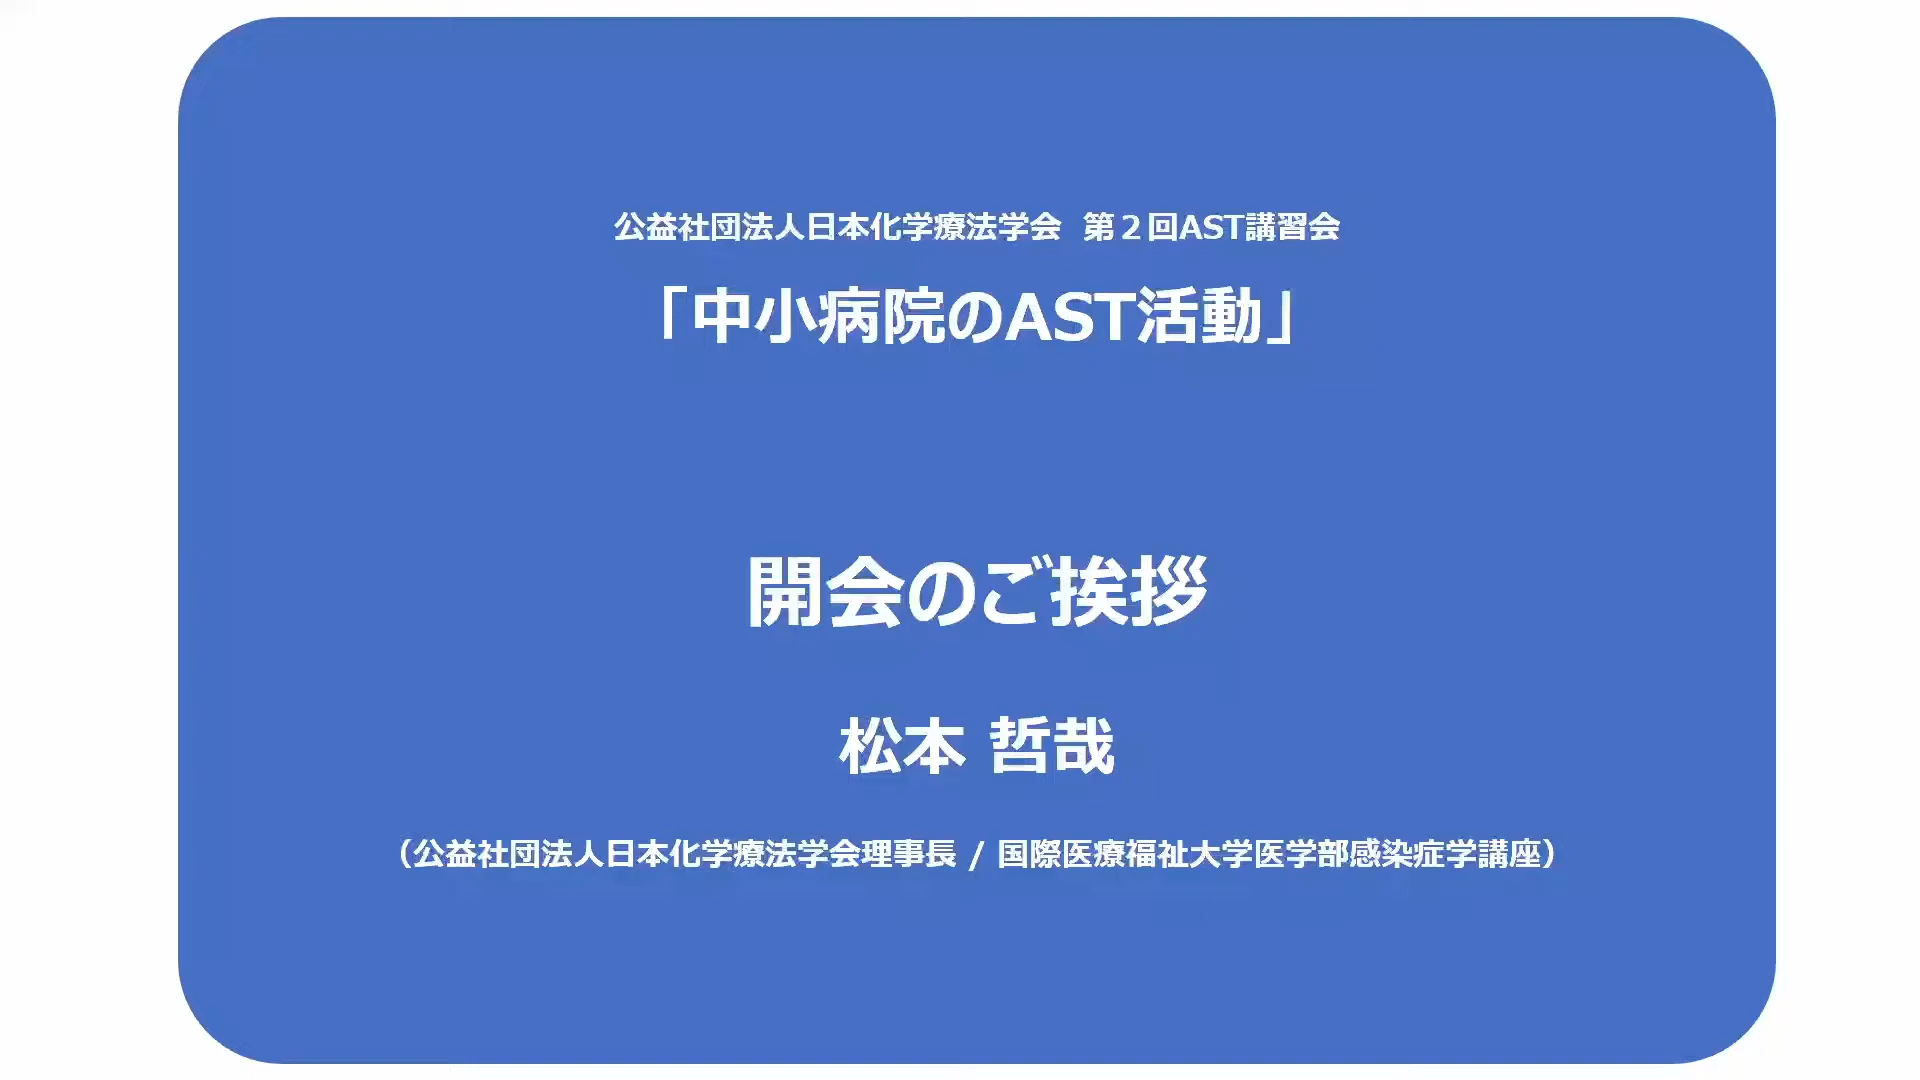 公益社団法人日本化学療法学会 第２回AST講習会
「中小病院のAST活動」
開会のご挨拶
松本 哲哉
（公益社団法人日本化学療法学会理事長 / 国際医療福祉大学医学部感染症学講座）